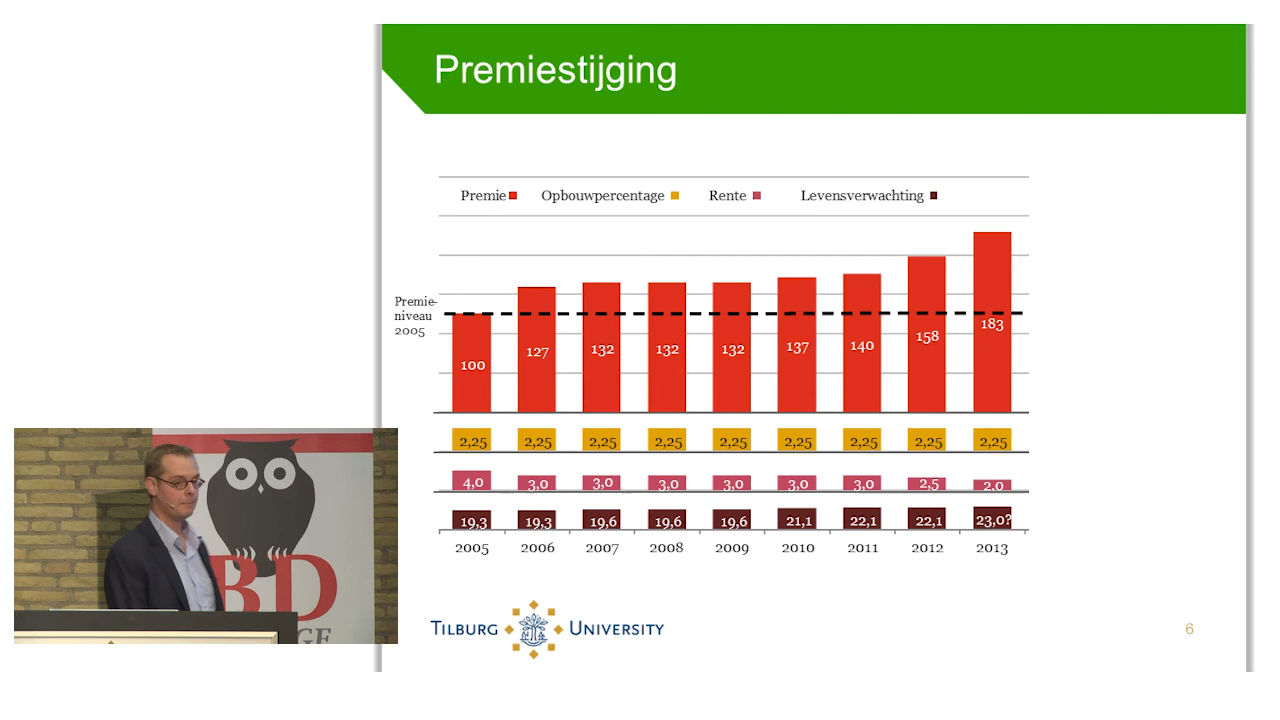 Premiestijging
Premie Opbouwpercentage Rente Levensverwachting
Premie-
niveau
2005
100 127 132 132 132 137 140 158 183
2,25 2,25 2,25 2,25 2,25 2,25 2,25 2,25 2,25
4,0 3,0 3,0 3,0 3,0 3,0 3,0 2,5 2,0
19,3 19,3 19,6 19,6 19,6 21,1 22,1 22,1 23,0?
2005 2006 2007 2008 2009 2010 2011 2012 2013
BD
GE
TILBURG UNIVERSITY
6